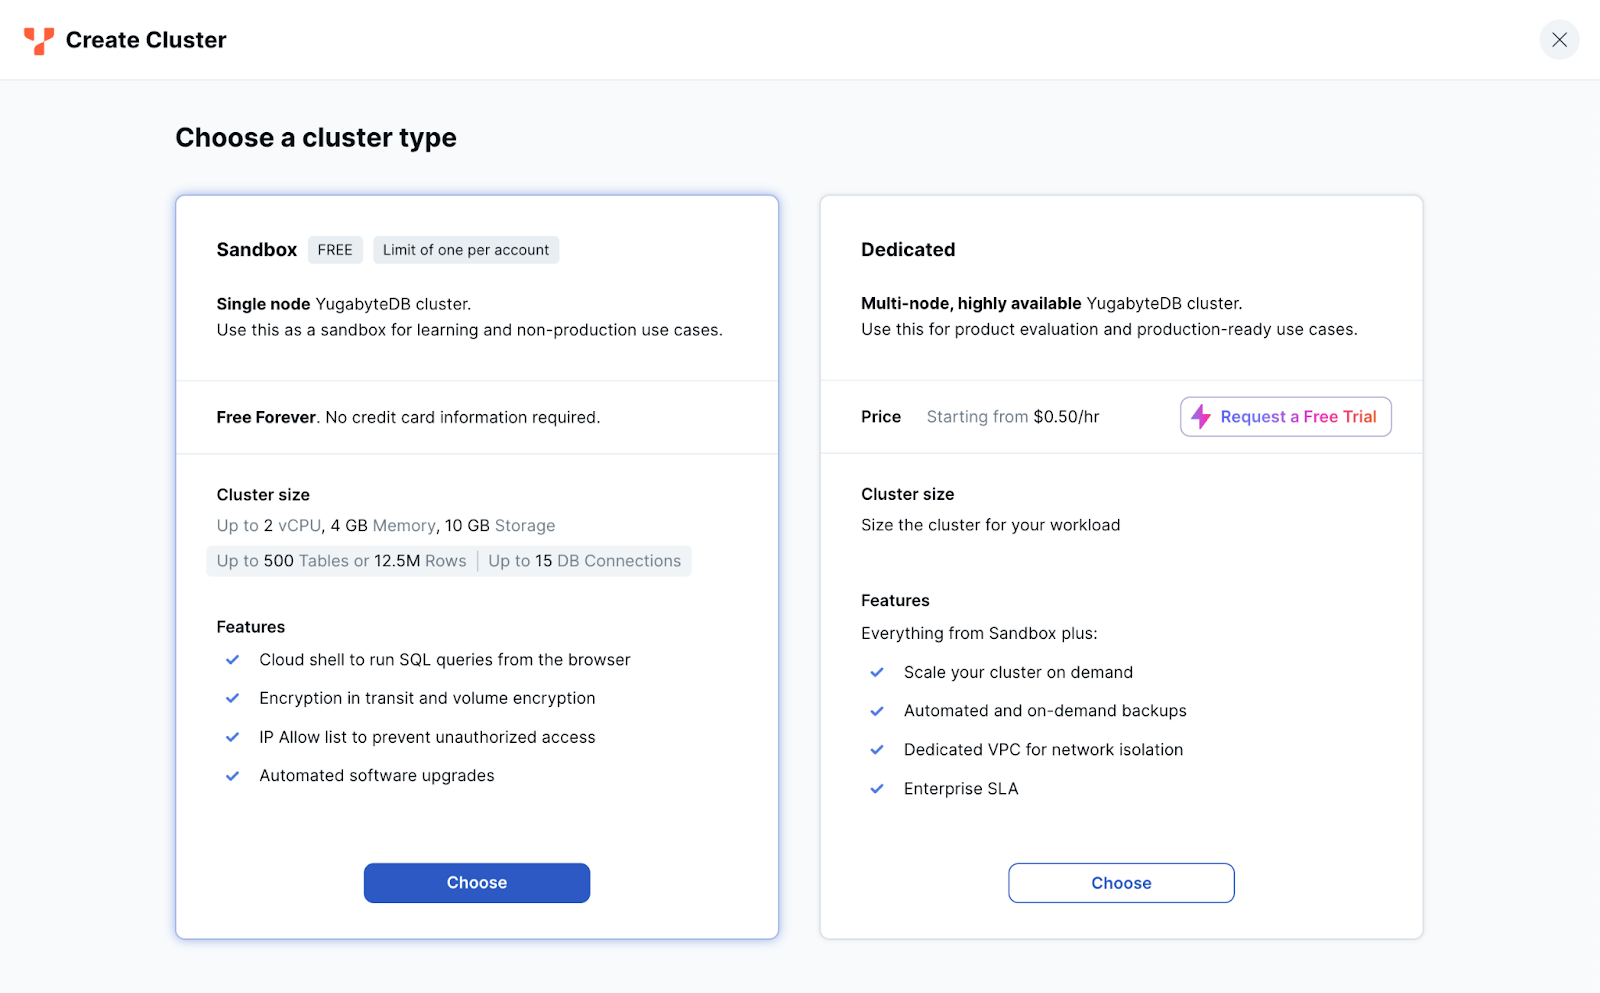 Create Cluster
Choose a cluster type
Sandbox FREE Limit of one per account
Single node YugabyteDB cluster.
Use this as a sandbox for learning and non-production use cases.
Free Forever. No credit card information required.
Cluster size
Up to 2 vCPU, 4 GB Memory, 10 GB Storage
Up to 500 Tables or 12.5M Rows | Up to 15 DB Connections
Features
Cloud shell to run SQL queries from the browser
Encryption in transit and volume encryption
IP Allow list to prevent unauthorized access
Automated software upgrades
Choose
Dedicated
Multi-node, highly available YugabyteDB cluster.
Use this for product evaluation and production-ready use cases.
Price Starting from $0.50/hr Request a Free Trial
Cluster size
Size the cluster for your workload
Features
Everything from Sandbox plus:
Scale your cluster on demand
Automated and on-demand backups
Dedicated VPC for network isolation
Enterprise SLA
Choose